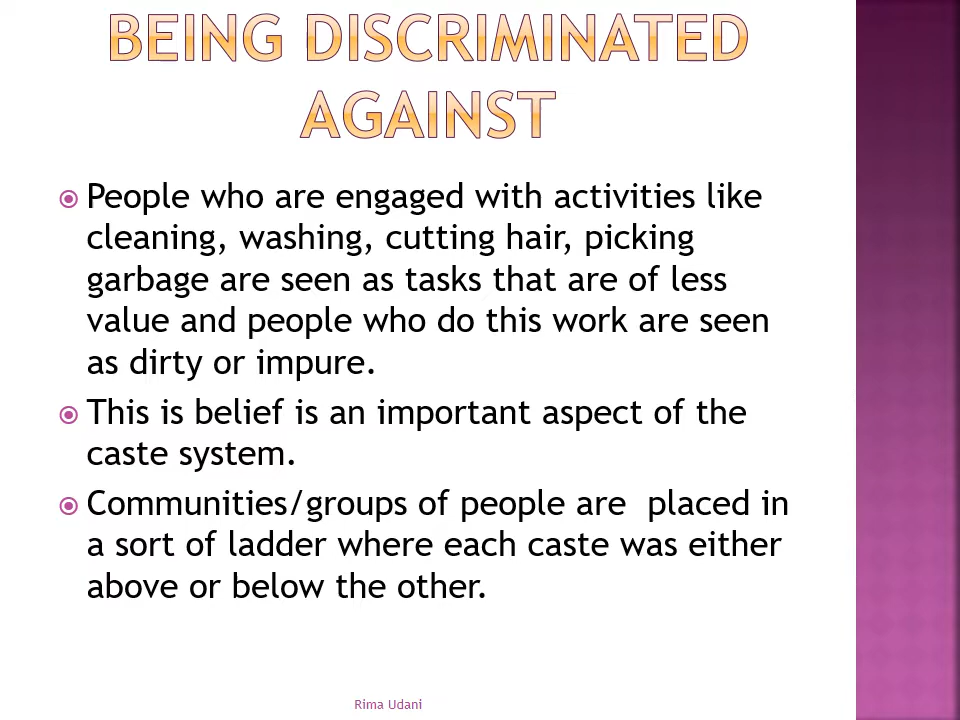 BEING DISCRIMINATED
AGAINST
People who are engaged with activities like
cleaning, washing, cutting hair, picking
garbage are seen as tasks that are of less
value and people who do this work are seen
as dirty or impure.
This is belief is an important aspect of the
caste system.
Communities/groups of people are  placed in
a sort of ladder where each caste was either
above or below the other.
Rima Udani